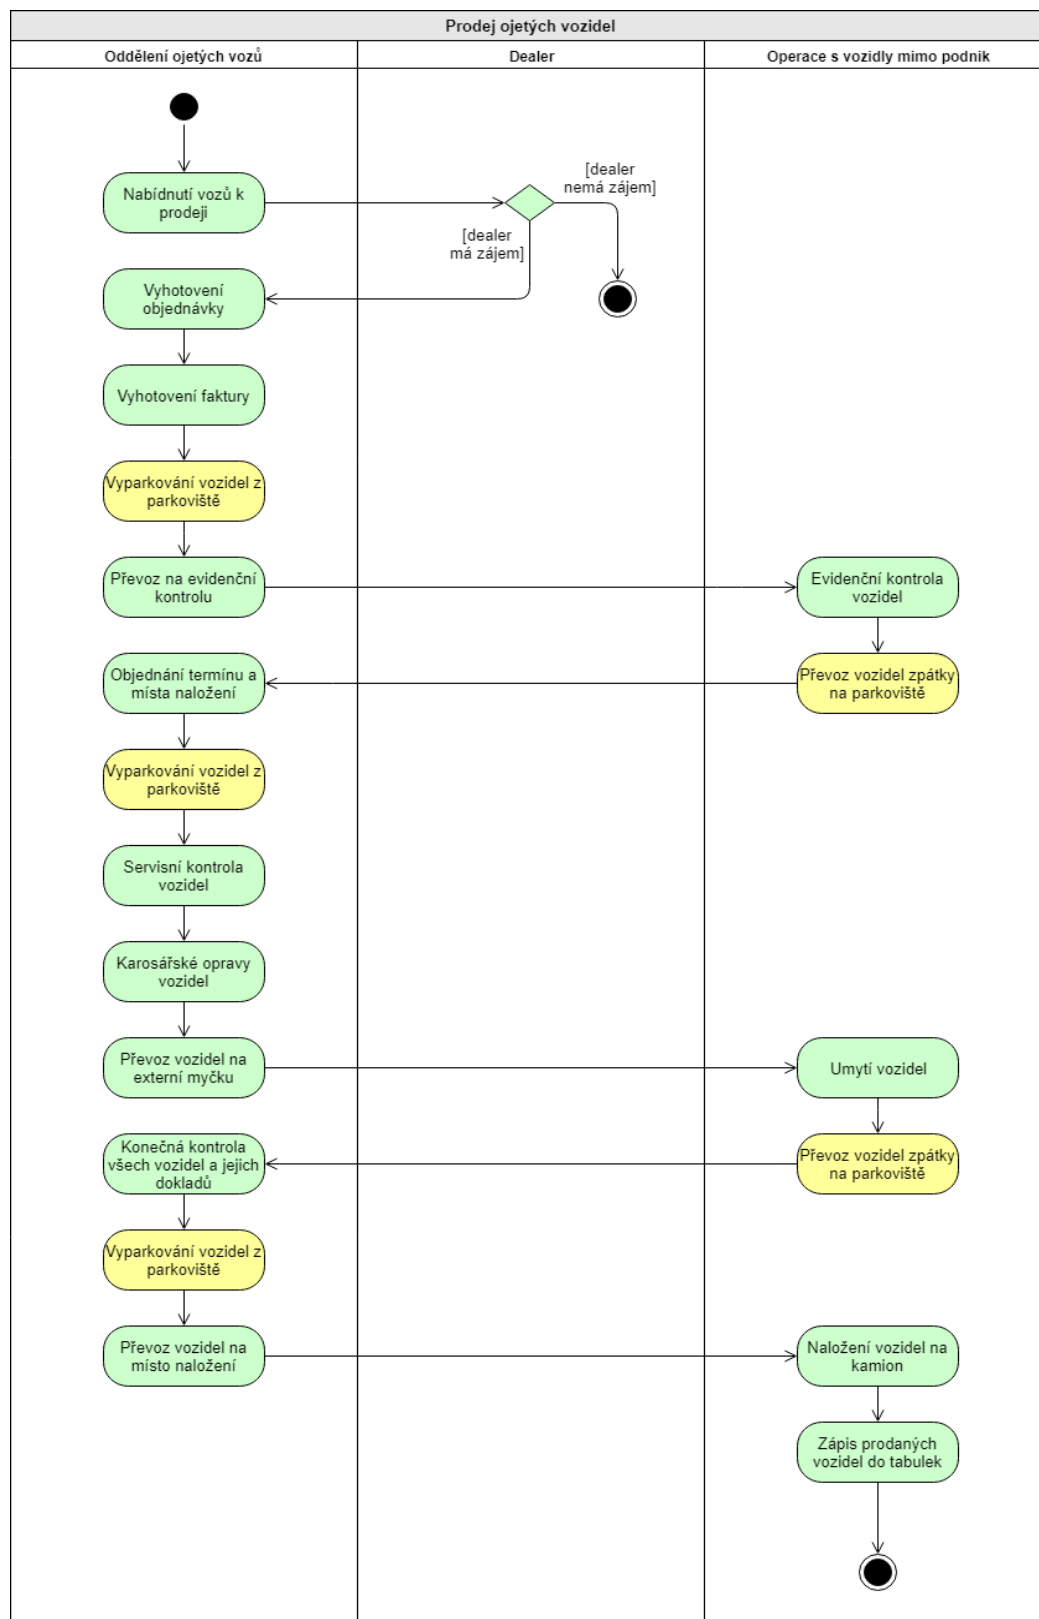 Prodej ojetých vozidel
Oddělení ojetých vozů
Dealer
Operace s vozidly mimo podnik
Nabídnutí vozů k
prodeji
[dealer
nemá zájem]
[dealer
má zájem]
Vyhotovení
objednávky
Vyhotovení faktury
Vyparkování vozidel z
parkoviště
Převoz na evidenční
kontrolu
Evidenční kontrola
vozidel
Objednání termínu a
místa naložení
Převoz vozidel zpátky
na parkoviště
Vyparkování vozidel z
parkoviště
Servisní kontrola
vozidel
Karosářské opravy
vozidel
Převoz vozidel na
externí myčku
Umytí vozidel
Konečná kontrola
všech vozidel a jejich
dokladů
Převoz vozidel zpátky
na parkoviště
Vyparkování vozidel z
parkoviště
Převoz vozidel na
místo naložení
Naložení vozidel na
kamion
Zápis prodaných
vozidel do tabulek